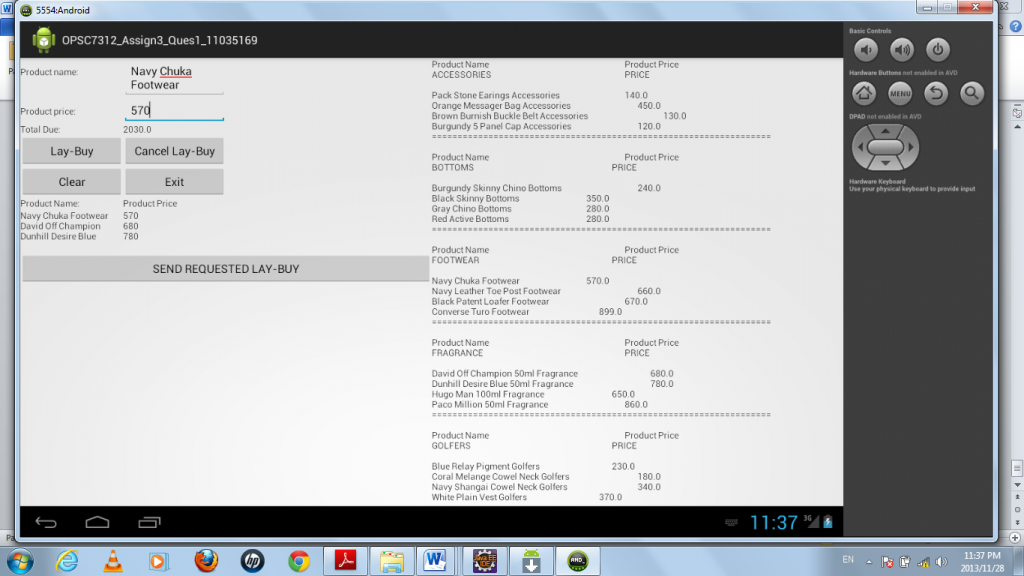 5554:Android
OPSC7312_Assign3_Ques1_11035169
Product name:
Navy Chuka
Footwear
Product price:
570
Total Due: 2030.0
Lay-Buy Cancel Lay-Buy
Clear Exit
Product Name: Product Price
Navy Chuka Footwear 570
David Off Champion 680
Dunhill Desire Blue 780
SEND REQUESTED LAY-BUY
Product Name Product Price
ACCESSORIES PRICE
Pack Stone Earings Accessories 140.0
Orange Messager Bag Accessories 450.0
Brown Burnish Buckle Belt Accessories 130.0
Burgundy 5 Panel Cap Accessories 120.0
Product Name Product Price
BOTTOMS PRICE
Burgundy Skinny Chino Bottoms 240.0
Black Skinny Bottoms 350.0
Gray Chino Bottoms 280.0
Red Active Bottoms 280.0
Product Name Product Price
FOOTWEAR PRICE
Navy Chuka Footwear 570.0
Navy Leather Toe Post Footwear 660.0
Black Patent Loafer Footwear 670.0
Converse Turo Footwear 899.0
Product Name Product Price
FRAGRANCE PRICE
David Off Champion 50ml Fragrance 680.0
Dunhill Desire Blue 50ml Fragrance 780.0
Hugo Man 100ml Fragrance 650.0
Paco Million 50ml Fragrance 860.0
Product Name Product Price
GOLFERS PRICE
Blue Relay Pigment Golfers 230.0
Coral Melange Cowel Neck Golfers 180.0
Navy Shangai Cowel Neck Golfers 340.0
White Plain Vest Golfers 370.0
Basic Controls
Hardware Buttons not enabled in AVD
MENU
DPAD not enabled in AVD
Hardware Keyboard
Use your physical keyboard to provide input
11:37 3G
EN
11:37 PM
2013/11/28